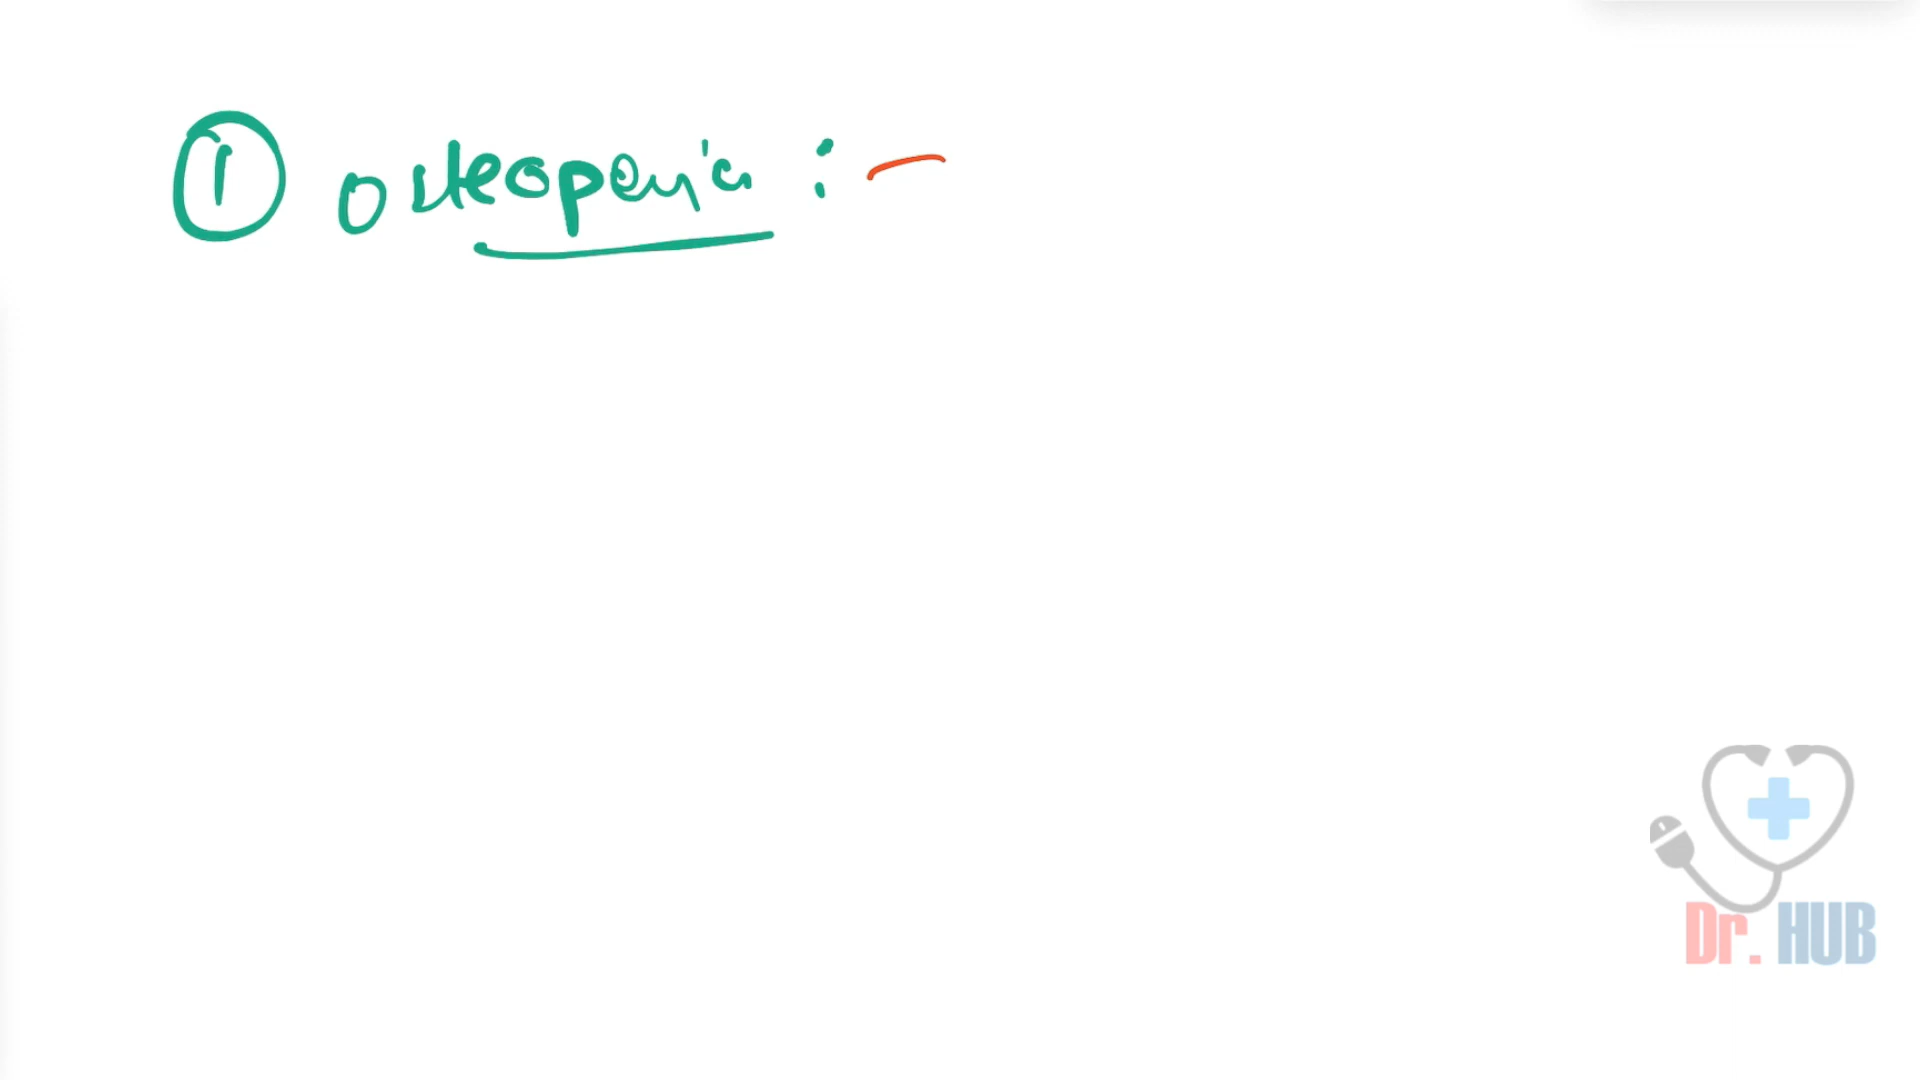 ① Osteopenia :-
Dr. HUB